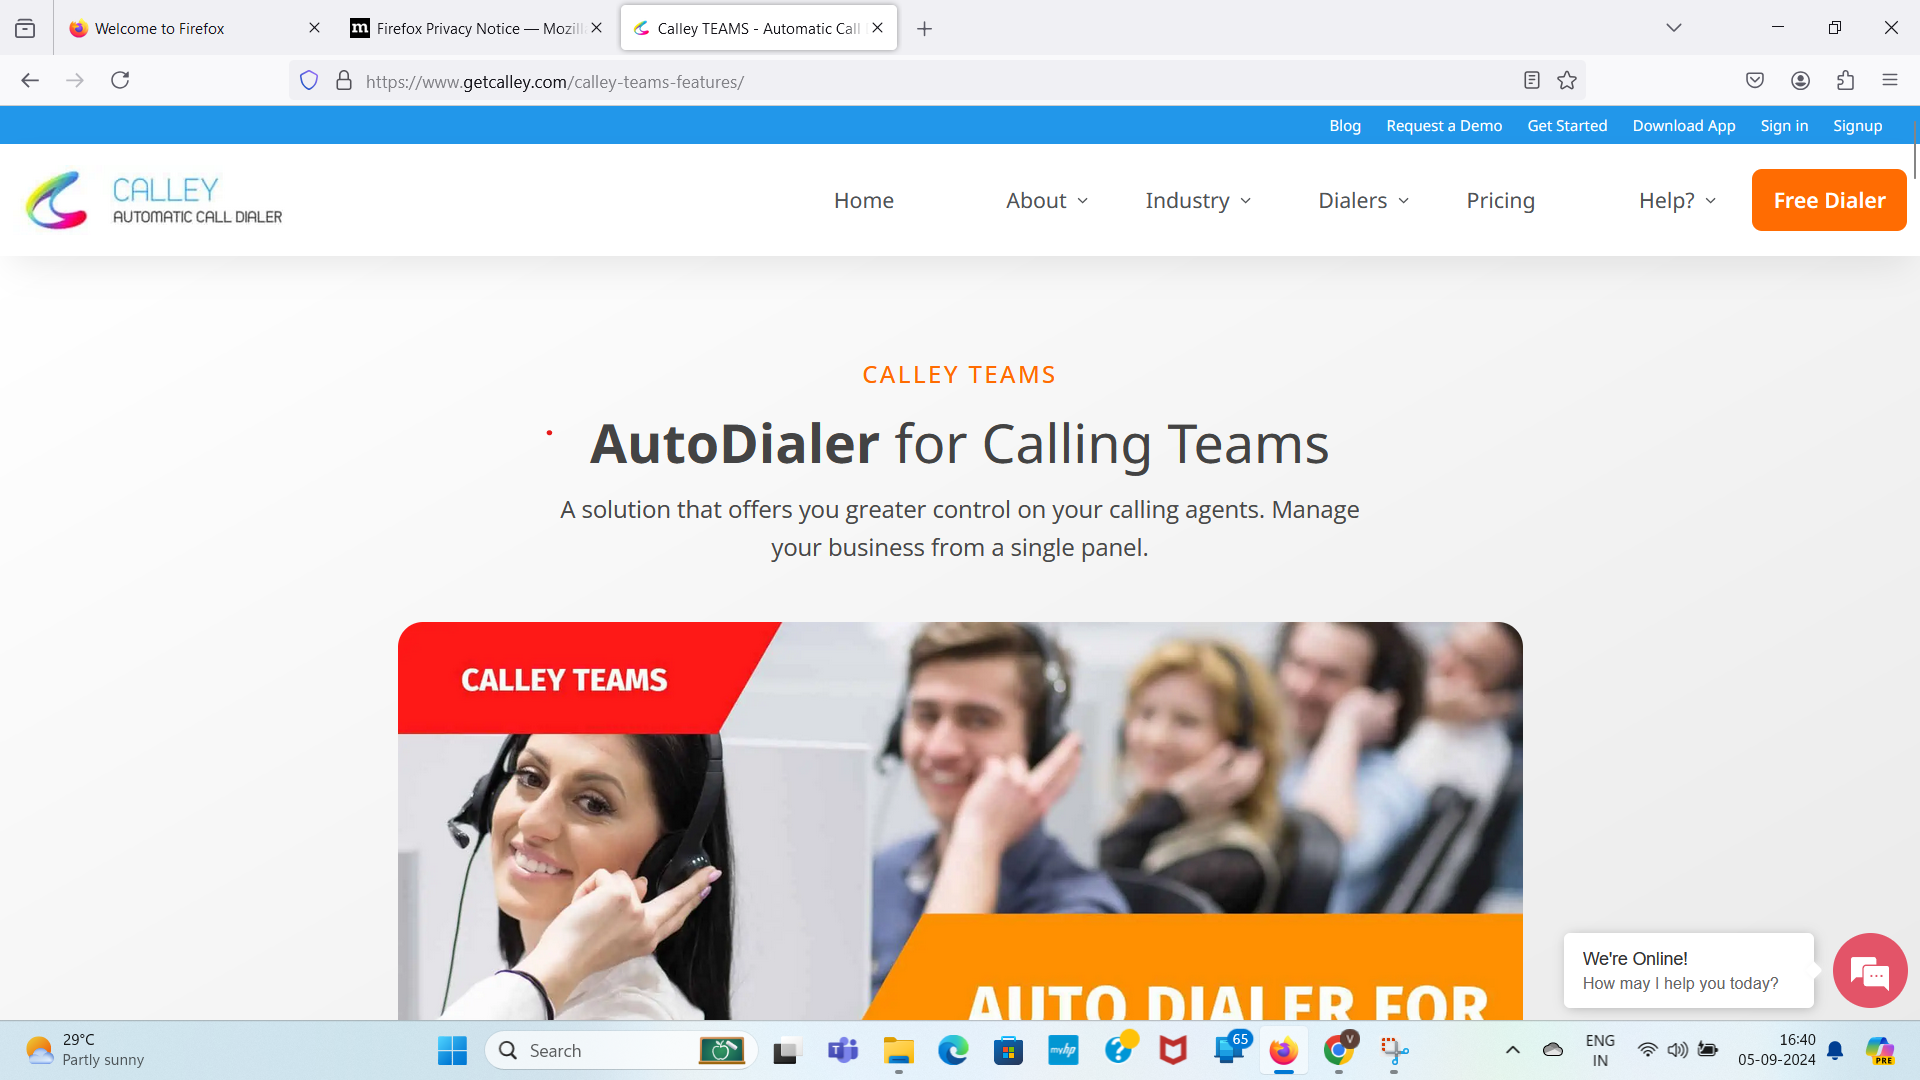 Welcome to Firefox
Firefox Privacy Notice — Mozill
Calley TEAMS - Automatic Call
https://www.getcalley.com/calley-teams-features/
Blog Request a Demo Get Started Download App Sign in Signup
CALLEY
AUTOMATIC CALL DIALER
Home About Industry Dialers Pricing Help? Free Dialer
CALLEY TEAMS
AutoDialer for Calling Teams
A solution that offers you greater control on your calling agents. Manage
your business from a single panel.
CALLEY TEAMS
AUTO DIALER FOR
We're Online!
How may I help you today?
29°C
Partly sunny
Search
myhp
65
V
ENG
IN
16:40
05-09-2024
PRE